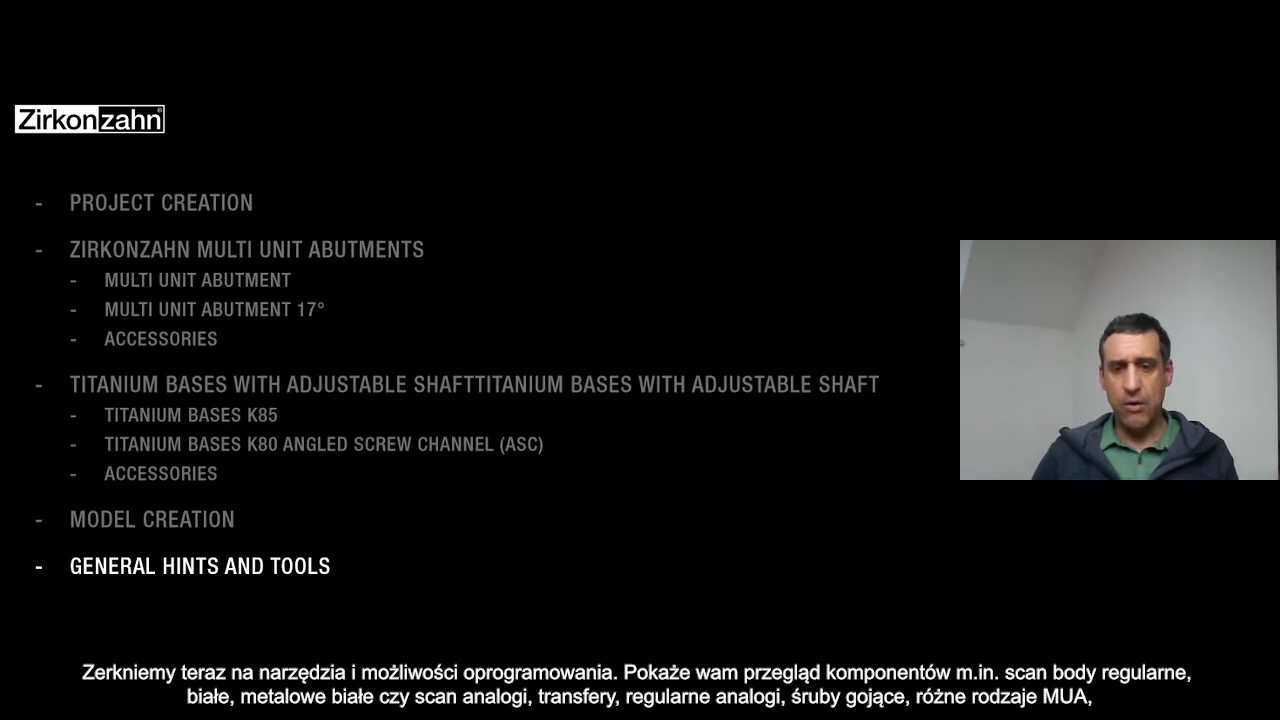 Zirkonzahn®
- PROJECT CREATION
- ZIRKONZAHN MULTI UNIT ABUTMENTS
- MULTI UNIT ABUTMENT
- MULTI UNIT ABUTMENT 17°
- ACCESSORIES
- TITANIUM BASES WITH ADJUSTABLE SHAFTTITANIUM BASES WITH ADJUSTABLE SHAFT
- TITANIUM BASES K85
- TITANIUM BASES K80 ANGLED SCREW CHANNEL (ASC)
- ACCESSORIES
- MODEL CREATION
- GENERAL HINTS AND TOOLS
Zerkniemy teraz na narzędzia i możliwości oprogramowania. Pokaże wam przegląd komponentów m.in. scan body regularne,
białe, metalowe białe czy scan analogi, transfery, regularne analogi, śruby gojące, różne rodzaje MUA,